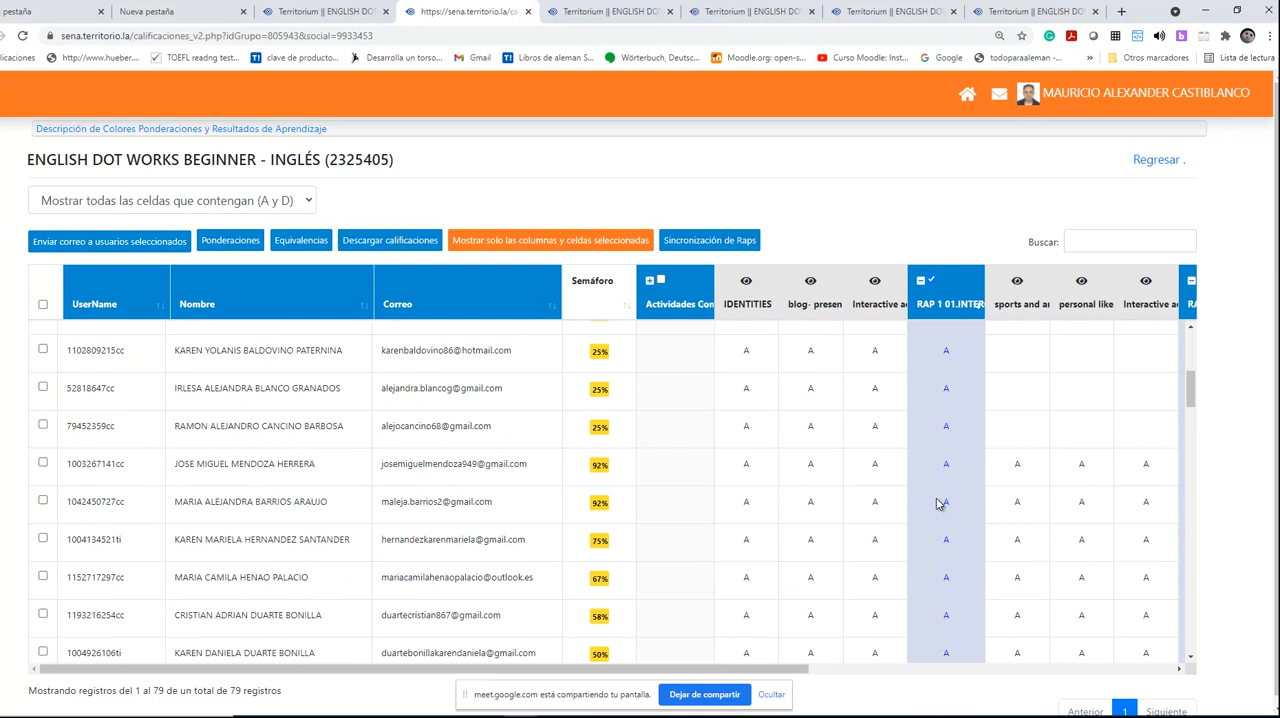 pestaña
Nueva pestaña
Territorium || ENGLISH DOT
https://sena.territorio.la/ca
Territorium || ENGLISH DOT
Territorium || ENGLISH DOT
Territorium || ENGLISH DOT
Territorium || ENGLISH DOT
sena.territorio.la/calificaciones_v2.php?idGrupo=805943&social=9933453
icaciones
http://www.hueber...
TOEFL readng test...
clave de producto...
Desarrolla un torso...
Gmail
Libros de aleman S...
Wörterbuch, Deutsc...
Moodle.org: open-s...
Curso Moodle: Inst...
Google
todoparaaleman -...
»
Otros marcadores
Lista de lectura
MAURICIO ALEXANDER CASTIBLANCO
Descripción de Colores Ponderaciones y Resultados de Aprendizaje
ENGLISH DOT WORKS BEGINNER - INGLÉS (2325405)
Regresar .
Mostrar todas las celdas que contengan (A y D)
Enviar correo a usuarios seleccionados
Ponderaciones
Equivalencias
Descargar calificaciones
Mostrar solo las columnas y celdas seleccionadas
Sincronización de Raps
Buscar:
UserName Nombre Correo Semáforo Actividades Con IDENTITIES blog- presen Interactive ac RAP 1 01.INTER sports and ar personal like Interactive ac RA
1102809215cc KAREN YOLANIS BALDOVINO PATERNINA karenbaldovino86@hotmail.com 25% A A A A
52818647cc IRLESA ALEJANDRA BLANCO GRANADOS alejandra.blancog@gmail.com 25% A A A A
79452359cc RAMON ALEJANDRO CANCINO BARBOSA alejocancino68@gmail.com 25% A A A A
1003267141cc JOSE MIGUEL MENDOZA HERRERA josemiguelmendoza949@gmail.com 92% A A A A A A A
1042450727cc MARIA ALEJANDRA BARRIOS ARAUJO maleja.barrios2@gmail.com 92% A A A A A A A
1004134521ti KAREN MARIELA HERNANDEZ SANTANDER hernandezkarenmariela@gmail.com 75% A A A A A A A
1152717297cc MARIA CAMILA HENAO PALACIO mariacamilahenaopalacio@outlook.es 67% A A A A A A A
1193216254cc CRISTIAN ADRIAN DUARTE BONILLA duartecristian867@gmail.com 58% A A A A A A A
1004926106ti KAREN DANIELA DUARTE BONILLA duartebonillakarendaniela@gmail.com 50% A A A A A A A
Mostrando registros del 1 al 79 de un total de 79 registros
meet.google.com está compartiendo tu pantalla.
Dejar de compartir
Ocultar
Anterior 1 Siguiente